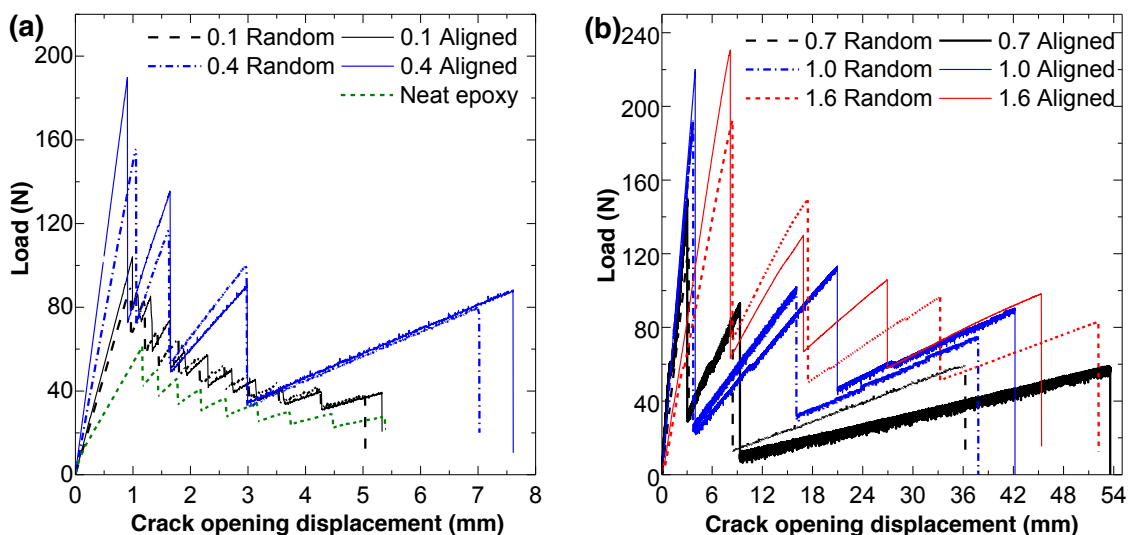 (a)
200
160
120
80
40
0
Load (N)
0.1 Random
0.1 Aligned
0.4 Random
0.4 Aligned
Neat epoxy
0 1 2 3 4 5 6 7 8
Crack opening displacement (mm)
(b)
240
200
160
120
80
40
0
Load (N)
0.7 Random
0.7 Aligned
1.0 Random
1.0 Aligned
1.6 Random
1.6 Aligned
0 6 12 18 24 30 36 42 48 54
Crack opening displacement (mm)